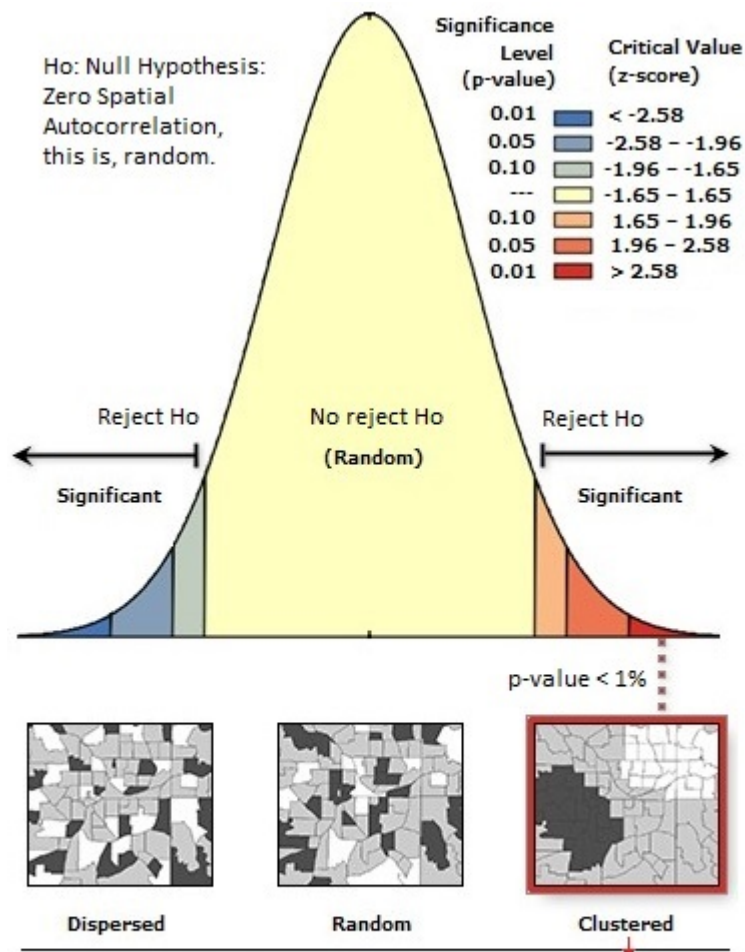 Ho: Null Hypothesis:
Zero Spatial
Autocorrelation,
this is, random.
Significance
Level
(p-value)
Critical Value
(z-score)
0.01 < -2.58
0.05 -2.58 – -1.96
0.10 -1.96 – -1.65
--- -1.65 – 1.65
0.10 1.65 – 1.96
0.05 1.96 – 2.58
0.01 > 2.58
Reject Ho
Significant
No reject Ho
(Random)
Reject Ho
Significant
p-value < 1%
Dispersed
Random
Clustered